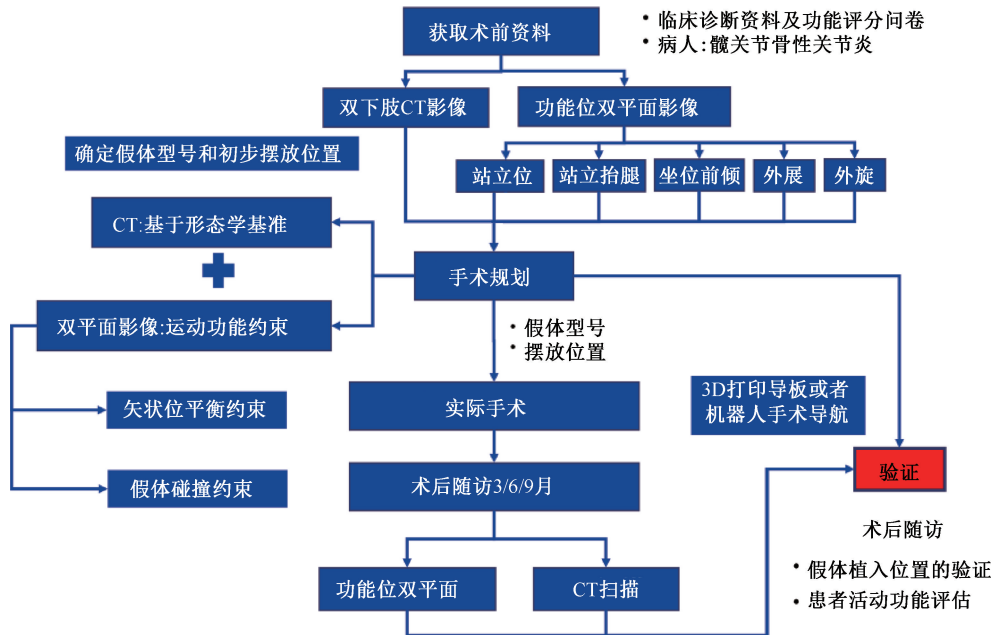 获取术前资料
• 临床诊断资料及功能评分问卷
• 病人:髋关节骨性关节炎
双下肢CT影像
功能位双平面影像
确定假体型号和初步摆放位置
站立位
站立抬腿
坐位前倾
外展
外旋
CT:基于形态学基准
手术规划
双平面影像:运动功能约束
• 假体型号
• 摆放位置
矢状位平衡约束
实际手术
3D打印导板或者
机器人手术导航
假体碰撞约束
术后随访3/6/9月
验证
术后随访
功能位双平面
CT扫描
• 假体植入位置的验证
• 患者活动功能评估